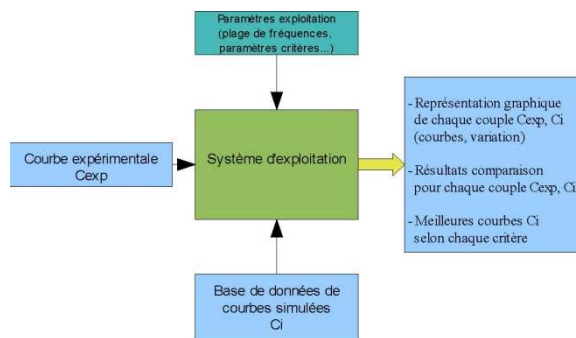 Paramètres exploitation
(plage de fréquences,
paramètres critères...)
Courbe expérimentale
Cexp
Système d'exploitation
- Représentation graphique
de chaque couple Cexp, Ci
(courbes, variation)
- Résultats comparaison
pour chaque couple Cexp, Ci
- Meilleures courbes Ci
selon chaque critère
Base de données de
courbes simulées
Ci